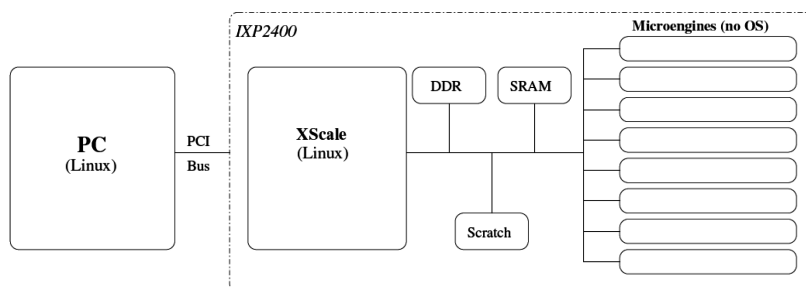 IXP2400
Microengines (no OS)
DDR
SRAM
PC
(Linux)
PCI
Bus
XScale
(Linux)
Scratch